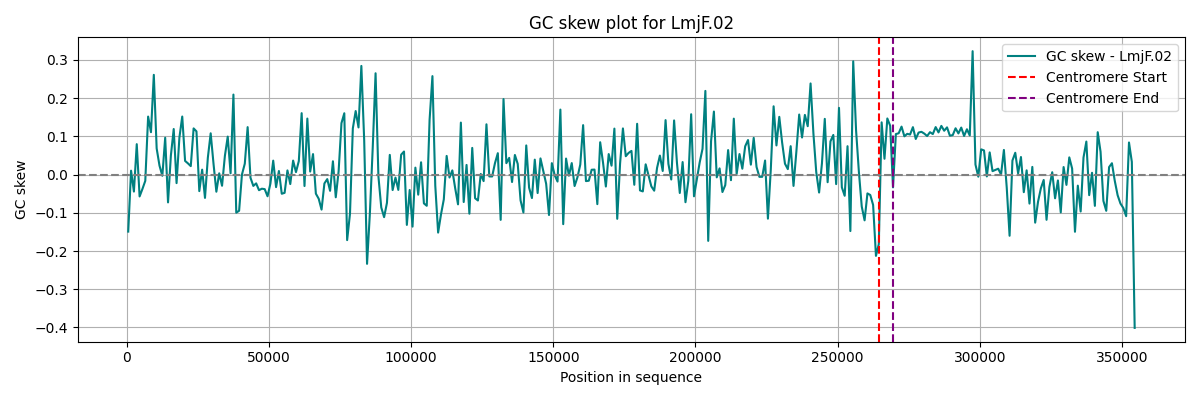 GC skew plot for LmjF.02
GC skew - LmjF.02
Centromere Start
Centromere End
GC skew
0.3
0.2
0.1
0.0
−0.1
−0.2
−0.3
−0.4
0
50000
100000
150000
200000
250000
300000
350000
Position in sequence